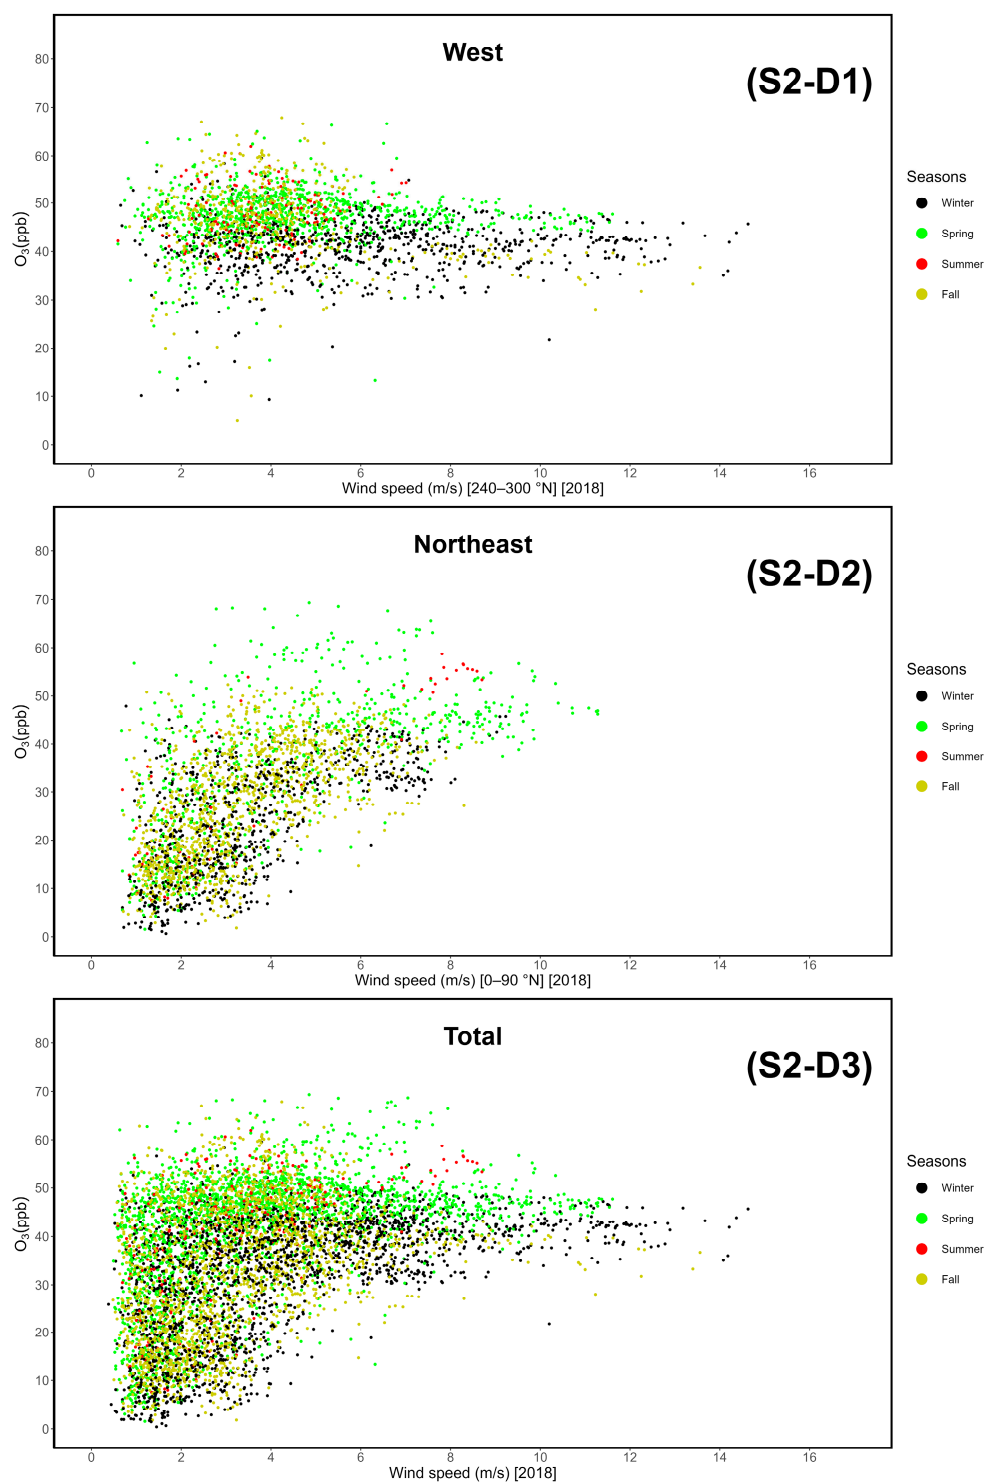 West
(S2-D1)
80
70
60
50
40
30
20
10
0
O3(ppb)
0 2 4 6 8 10 12 14 16
Wind speed (m/s) [240–300 °N] [2018]
Seasons
Winter
Spring
Summer
Fall
Northeast
(S2-D2)
80
70
60
50
40
30
20
10
0
O3(ppb)
0 2 4 6 8 10 12 14 16
Wind speed (m/s) [0–90 °N] [2018]
Seasons
Winter
Spring
Summer
Fall
Total
(S2-D3)
80
70
60
50
40
30
20
10
0
O3(ppb)
0 2 4 6 8 10 12 14 16
Wind speed (m/s) [2018]
Seasons
Winter
Spring
Summer
Fall